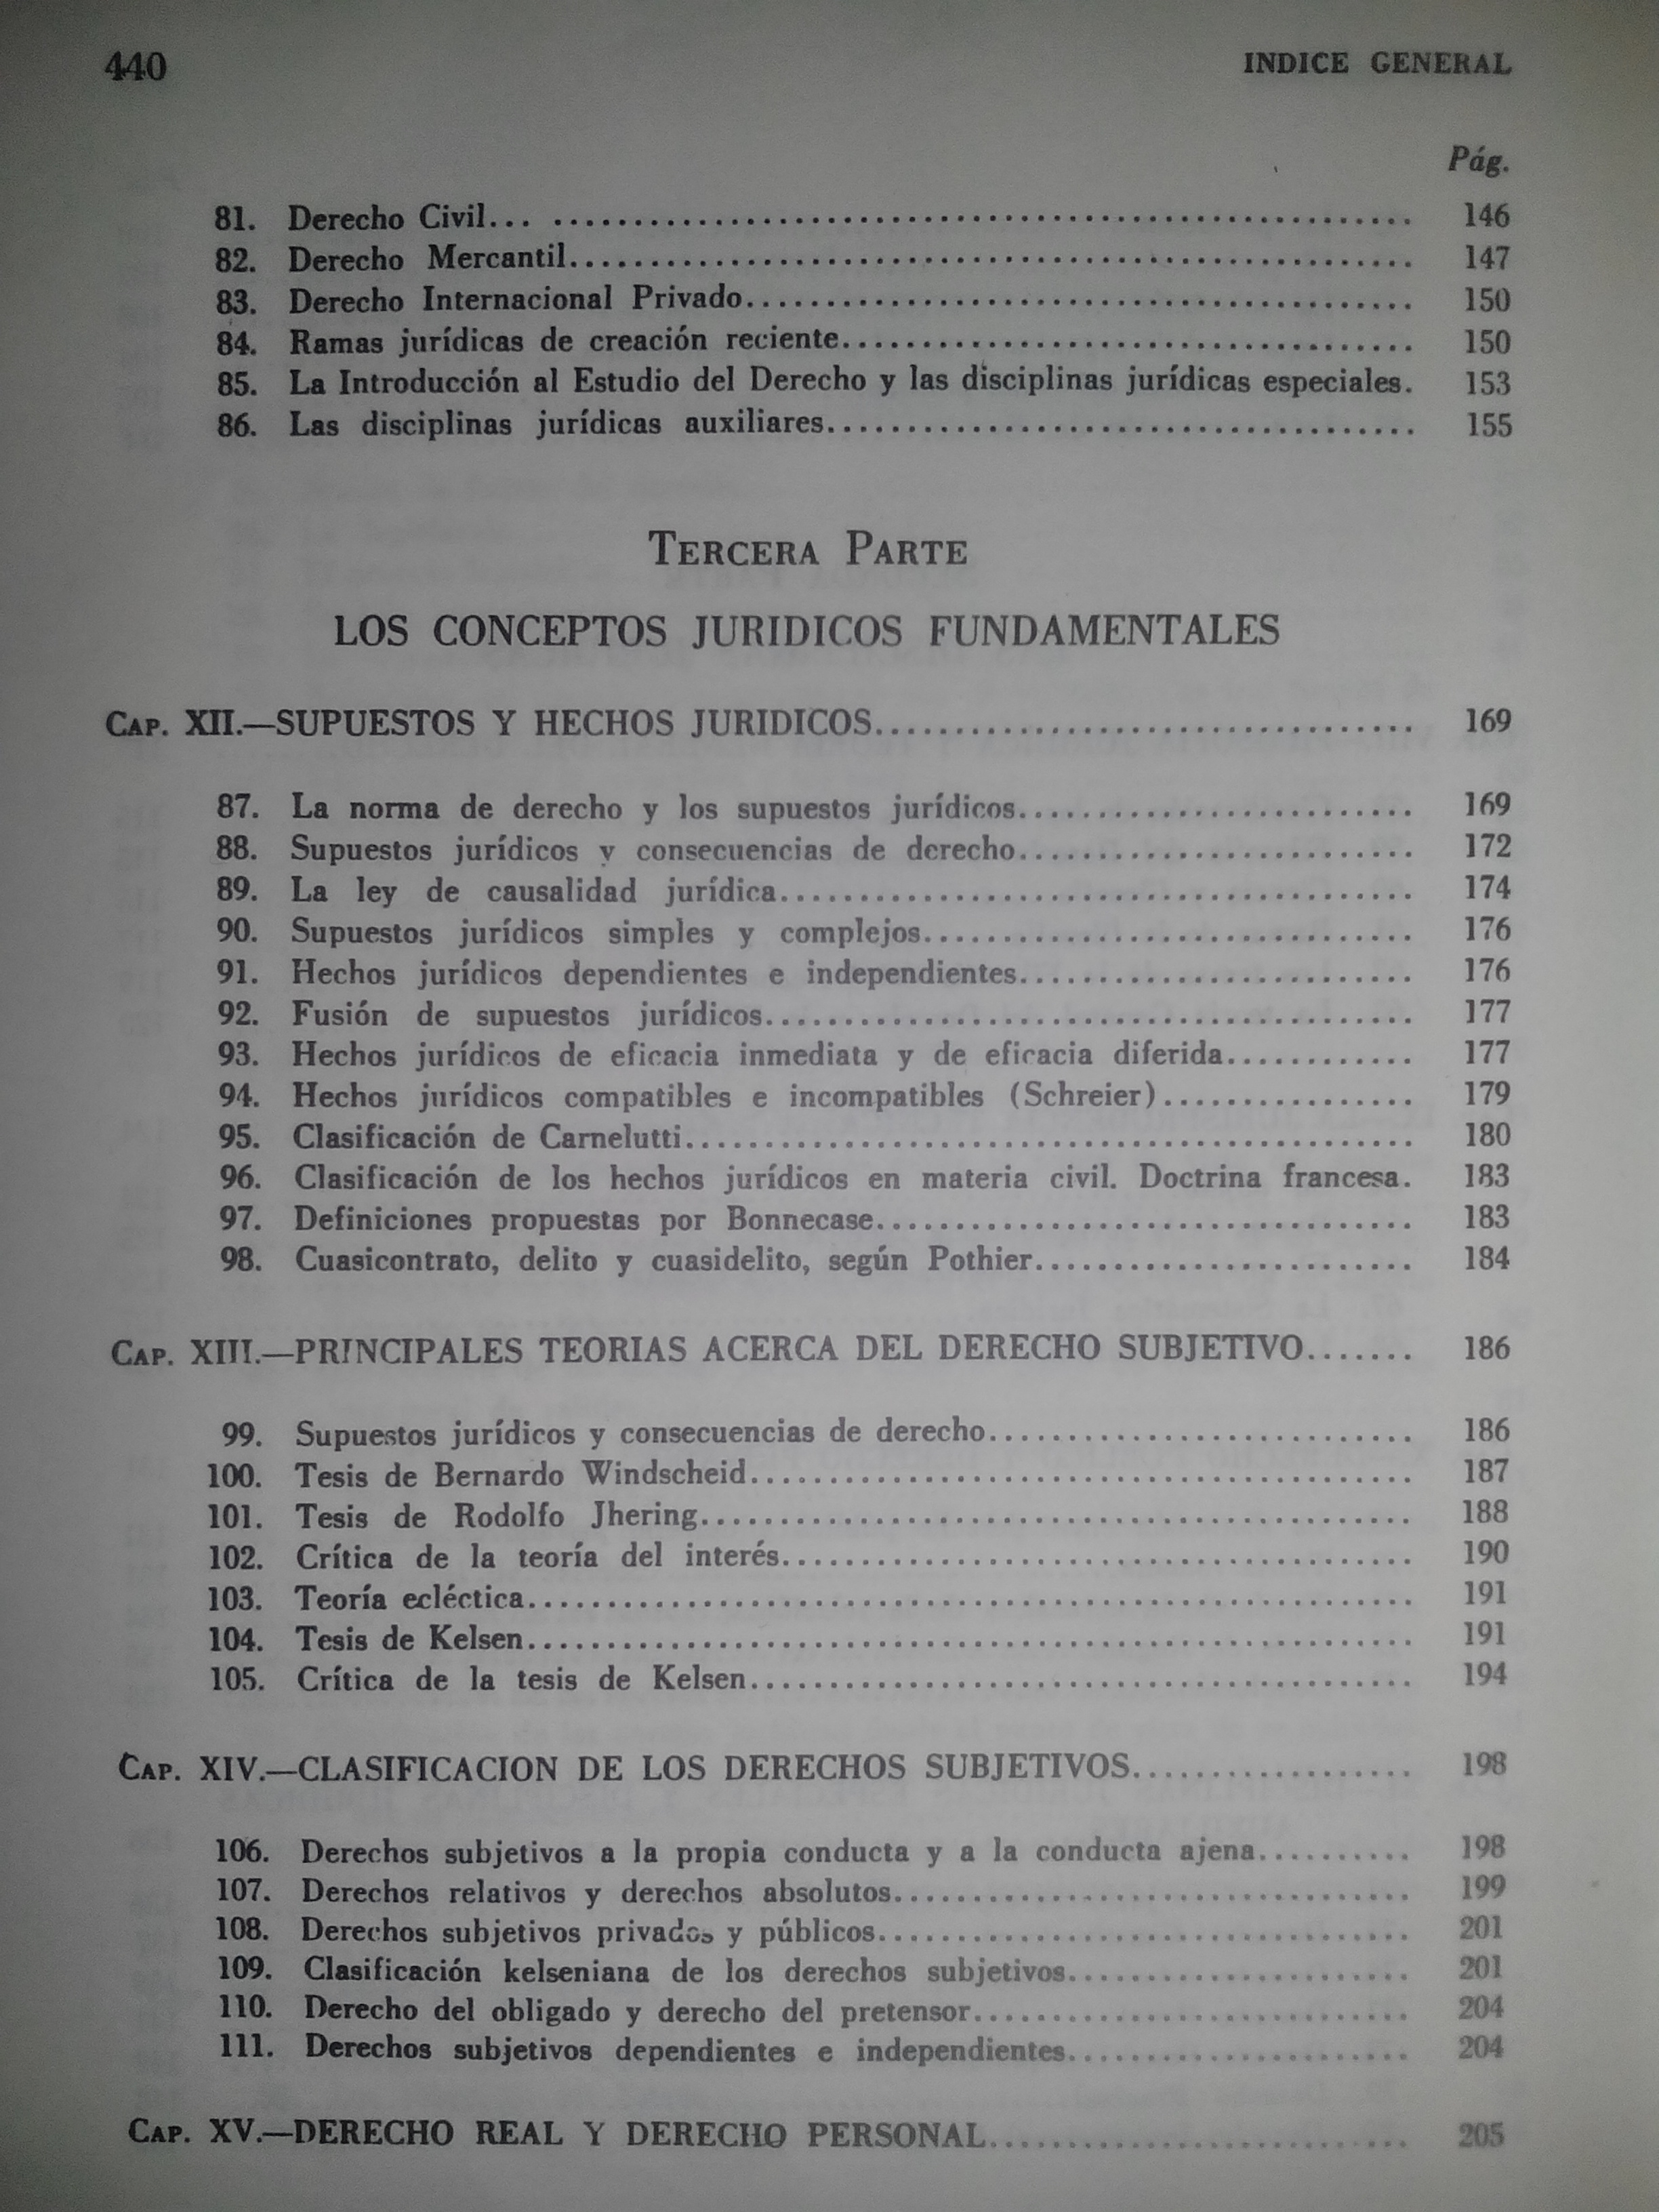 440 INDICE GENERAL
Pág.
81. Derecho Civil... ...................................................... 146
82. Derecho Mercantil..................................................... 147
83. Derecho Internacional Privado.......................................... 150
84. Ramas jurídicas de creación reciente.................................... 150
85. La Introducción al Estudio del Derecho y las disciplinas jurídicas especiales. 153
86. Las disciplinas jurídicas auxiliares..................................... 155
TERCERA PARTE
LOS CONCEPTOS JURIDICOS FUNDAMENTALES
CAP. XII.—SUPUESTOS Y HECHOS JURIDICOS.................................. 169
87. La norma de derecho y los supuestos jurídicos......................... 169
88. Supuestos jurídicos y consecuencias de derecho......................... 172
89. La ley de causalidad jurídica........................................ 174
90. Supuestos jurídicos simples y complejos............................... 176
91. Hechos jurídicos dependientes e independientes......................... 176
92. Fusión de supuestos jurídicos......................................... 177
93. Hechos jurídicos de eficacia inmediata y de eficacia diferida............ 177
94. Hechos jurídicos compatibles e incompatibles (Schreier)................ 179
95. Clasificación de Carnelutti.............................................. 180
96. Clasificación de los hechos jurídicos en materia civil. Doctrina francesa. 183
97. Definiciones propuestas por Bonnecase.................................. 183
98. Cuasicontrato, delito y cuasidelito, según Pothier........................ 184
CAP. XIII.—PRINCIPALES TEORIAS ACERCA DEL DERECHO SUBJETIVO....... 186
99. Supuestos jurídicos y consecuencias de derecho........................... 186
100. Tesis de Bernardo Windscheid.......................................... 187
101. Tesis de Rodolfo Jhering............................................. 188
102. Crítica de la teoría del interés........................................ 190
103. Teoría ecléctica........................................................ 191
104. Tesis de Kelsen........................................................ 191
105. Crítica de la tesis de Kelsen.......................................... 194
CAP. XIV.—CLASIFICACION DE LOS DERECHOS SUBJETIVOS.................. 198
106. Derechos subjetivos a la propia conducta y a la conducta ajena.......... 198
107. Derechos relativos y derechos absolutos................................. 199
108. Derechos subjetivos privados y públicos.................................. 201
109. Clasificación kelseniana de los derechos subjetivos...................... 201
110. Derecho del obligado y derecho del pretensor............................ 204
111. Derechos subjetivos dependientes e independientes...................... 204
CAP. XV.—DERECHO REAL Y DERECHO PERSONAL........................... 205